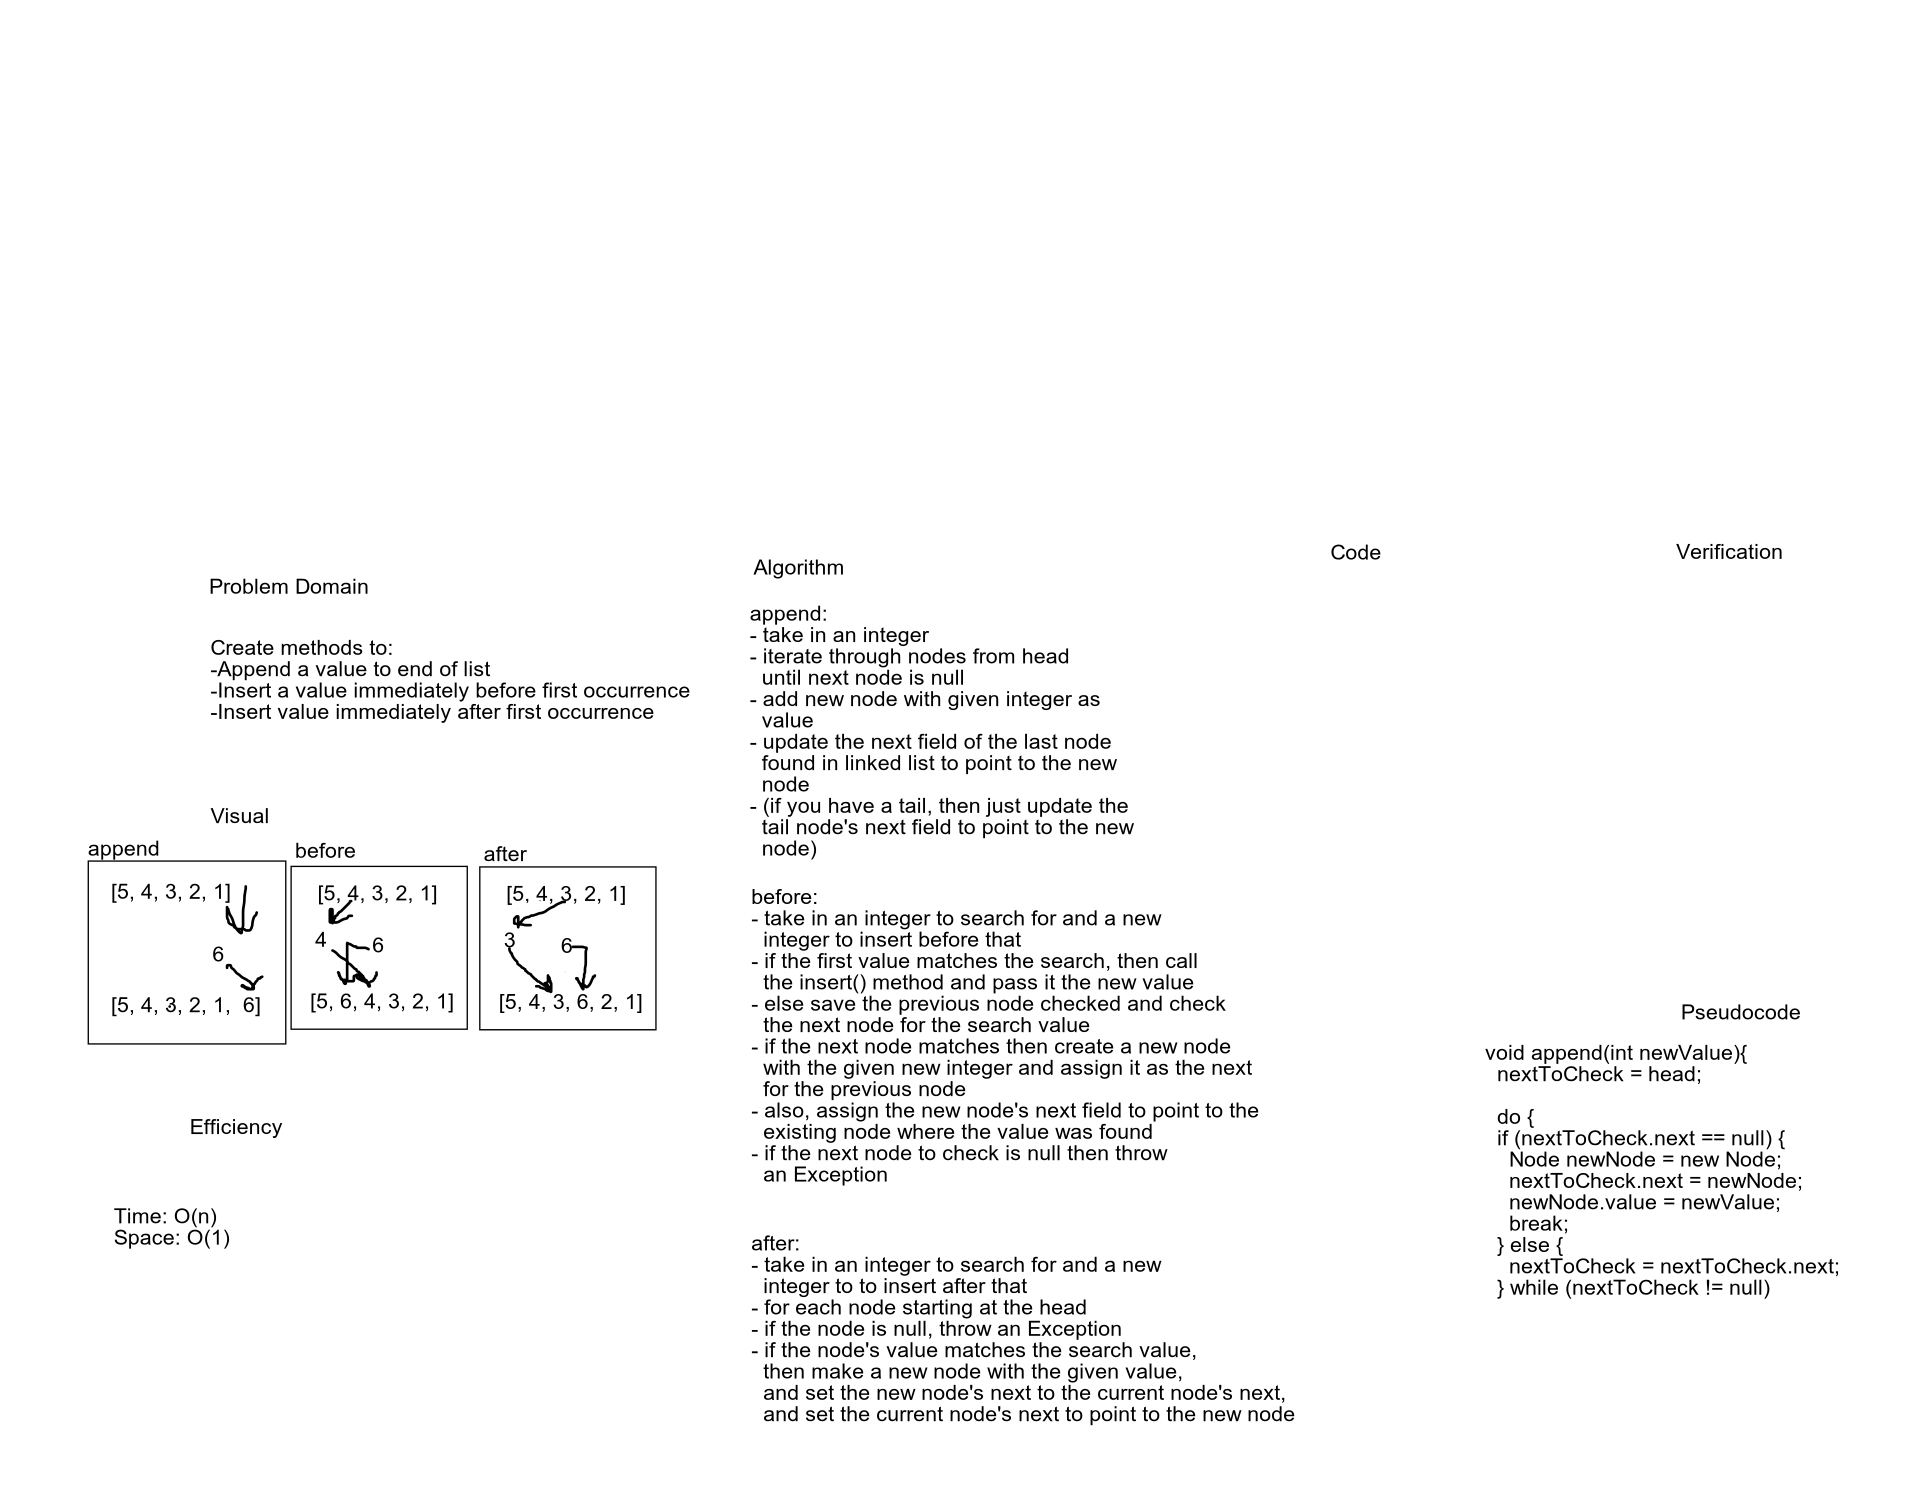 Problem Domain
Create methods to:
-Append a value to end of list
-Insert a value immediately before first occurrence
-Insert value immediately after first occurrence
Visual
append
[5, 4, 3, 2, 1]
6
[5, 4, 3, 2, 1,  6]
before
[5, 4, 3, 2, 1]
4
6
[5, 6, 4, 3, 2, 1]
after
[5, 4, 3, 2, 1]
3
6
[5, 4, 3, 6, 2, 1]
Efficiency
Time: O(n)
Space: O(1)
Algorithm
append:
- take in an integer
- iterate through nodes from head
until next node is null
- add new node with given integer as
value
- update the next field of the last node
found in linked list to point to the new
node
- (if you have a tail, then just update the
tail node's next field to point to the new
node)
before:
- take in an integer to search for and a new
integer to insert before that
- if the first value matches the search, then call
the insert() method and pass it the new value
- else save the previous node checked and check
the next node for the search value
- if the next node matches then create a new node
with the given new integer and assign it as the next
for the previous node
- also, assign the new node's next field to point to the
existing node where the value was found
- if the next node to check is null then throw
an Exception
after:
- take in an integer to search for and a new
integer to to insert after that
- for each node starting at the head
- if the node is null, throw an Exception
- if the node's value matches the search value,
then make a new node with the given value,
and set the new node's next to the current node's next,
and set the current node's next to point to the new node
Code
Verification
Pseudocode
void append(int newValue){
nextToCheck = head;
do {
if (nextToCheck.next == null) {
Node newNode = new Node;
nextToCheck.next = newNode;
newNode.value = newValue;
break;
} else {
nextToCheck = nextToCheck.next;
} while (nextToCheck != null)